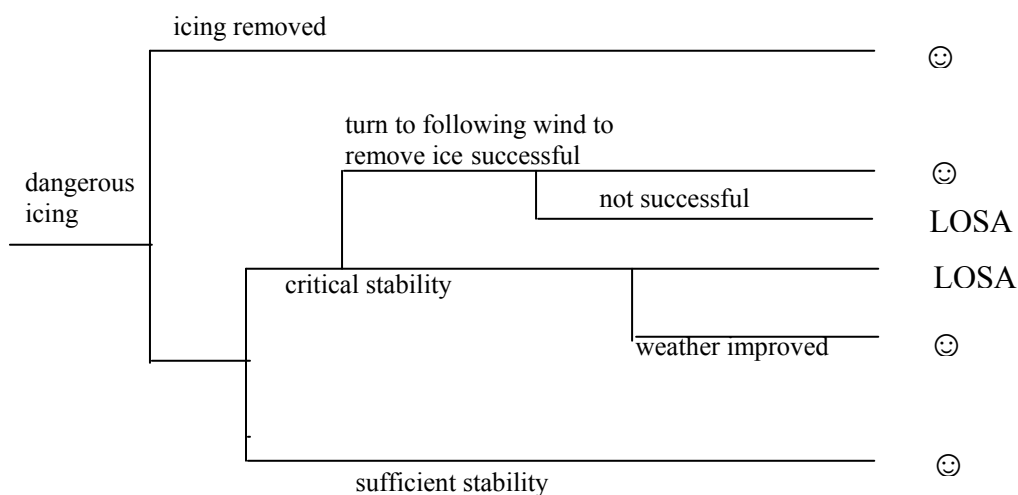 icing removed
☺
turn to following wind to
remove ice successful
☺
dangerous
icing
not successful
LOSA
critical stability
LOSA
weather improved
☺
sufficient stability
☺